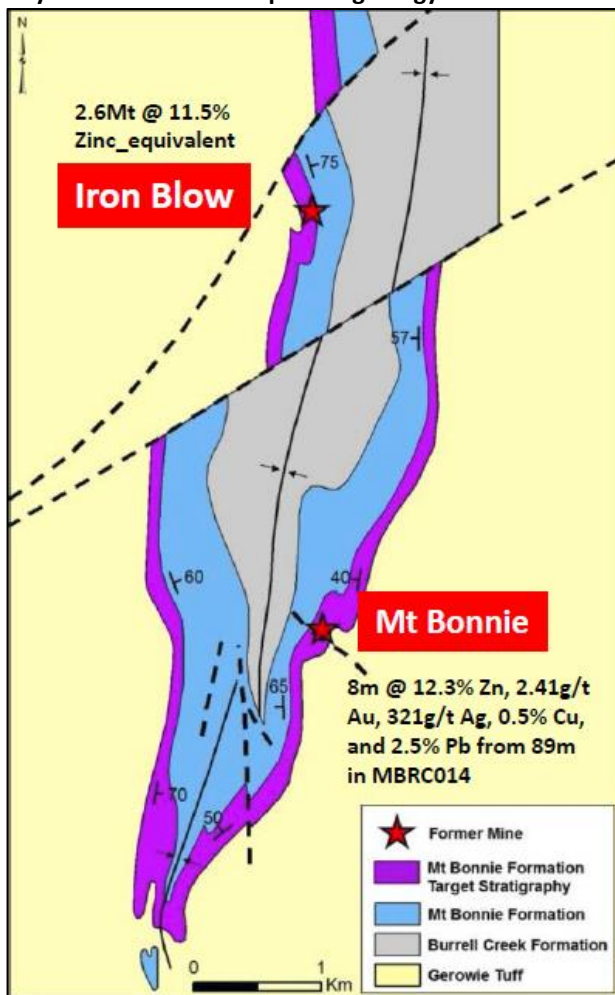 N
2.6Mt @ 11.5%
Zinc_equivalent
Iron Blow
75
57
60
40
Mt Bonnie
65
8m @ 12.3% Zn, 2.41g/t
Au, 321g/t Ag, 0.5% Cu,
and 2.5% Pb from 89m
in MBRC014
70
50
Former Mine
Mt Bonnie Formation
Target Stratigraphy
Mt Bonnie Formation
Burrell Creek Formation
Gerowie Tuff
0 1
Km